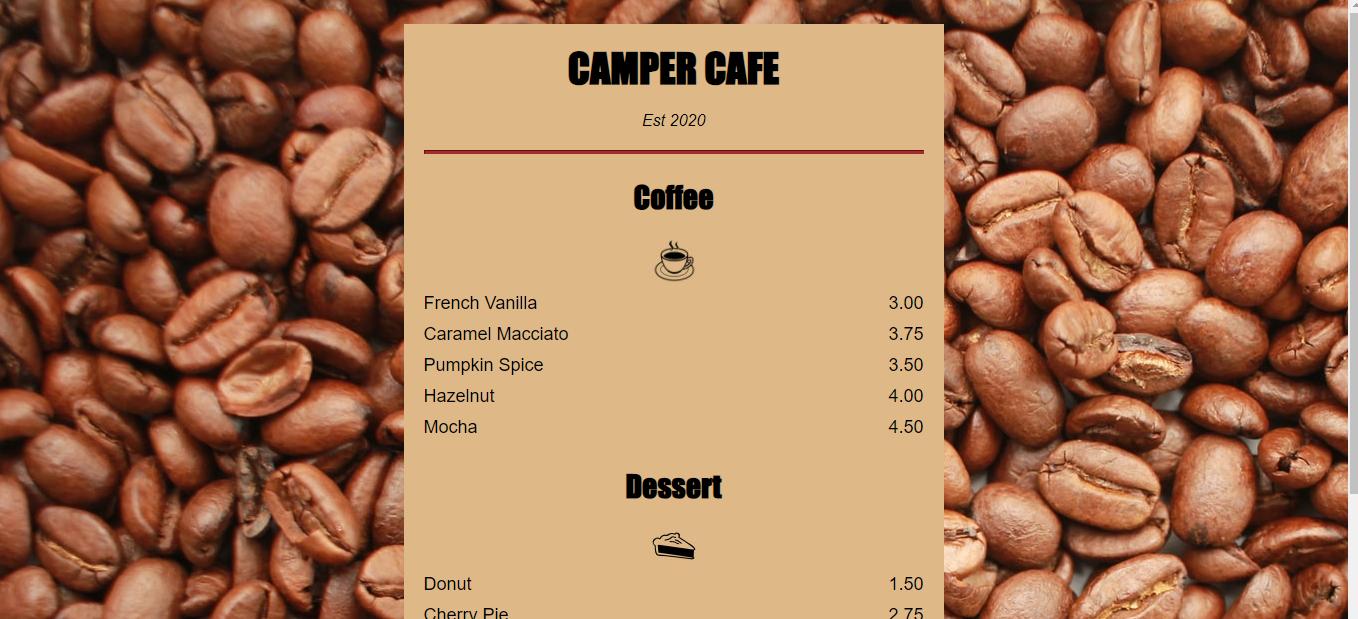 CAMPER CAFE
Est 2020
Coffee
French Vanilla 3.00
Caramel Macciato 3.75
Pumpkin Spice 3.50
Hazelnut 4.00
Mocha 4.50
Dessert
Donut 1.50
Cherry Pie 2.75